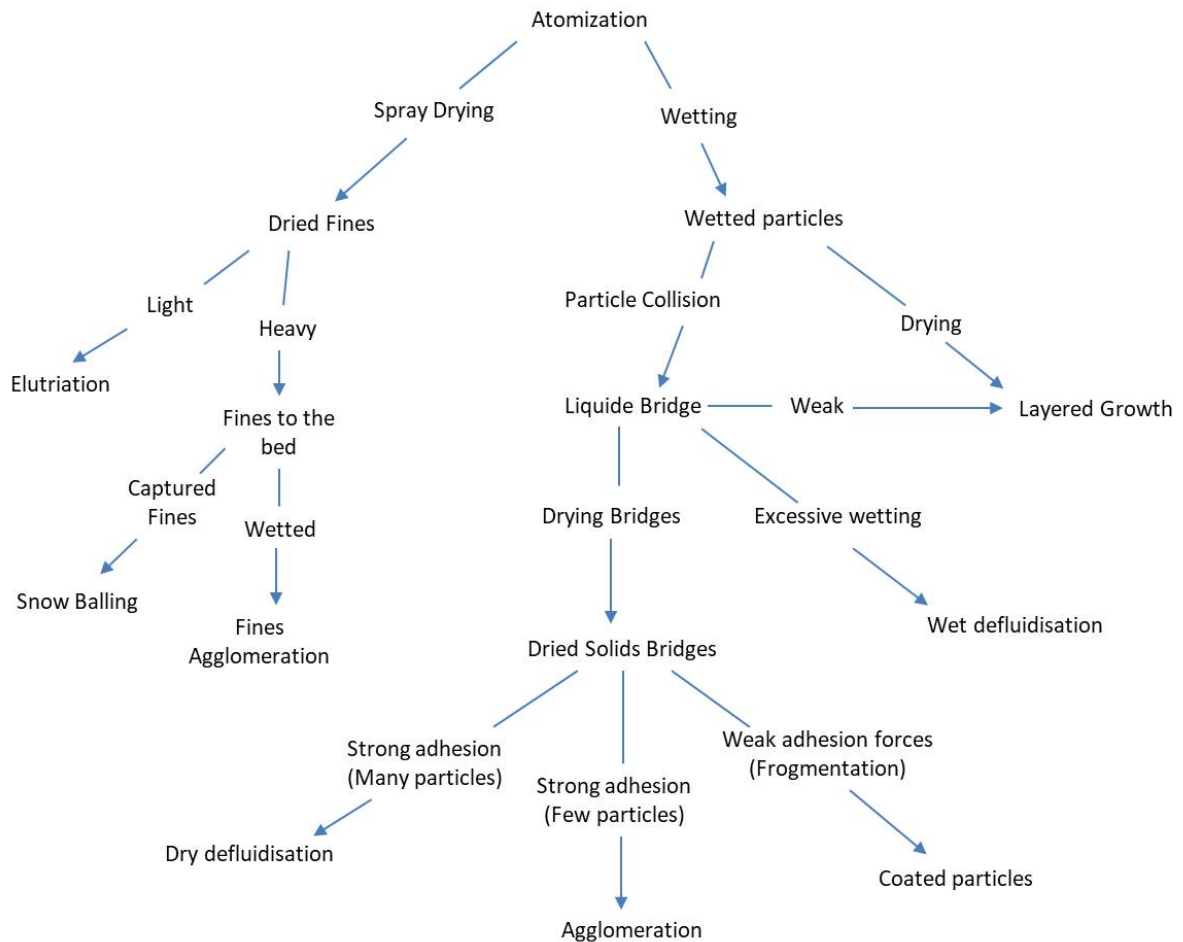 Atomization
Spray Drying
Wetting
Dried Fines
Wetted particles
Light
Particle Collision
Heavy
Drying
Elutriation
Fines to the
bed
Liquide Bridge
Weak
Layered Growth
Captured
Fines
Wetted
Drying Bridges
Excessive wetting
Snow Balling
Fines
Agglomeration
Wet defluidisation
Dried Solids Bridges
Strong adhesion
(Many particles)
Strong adhesion
(Few particles)
Weak adhesion forces
(Frogmentation)
Dry defluidisation
Coated particles
Agglomeration